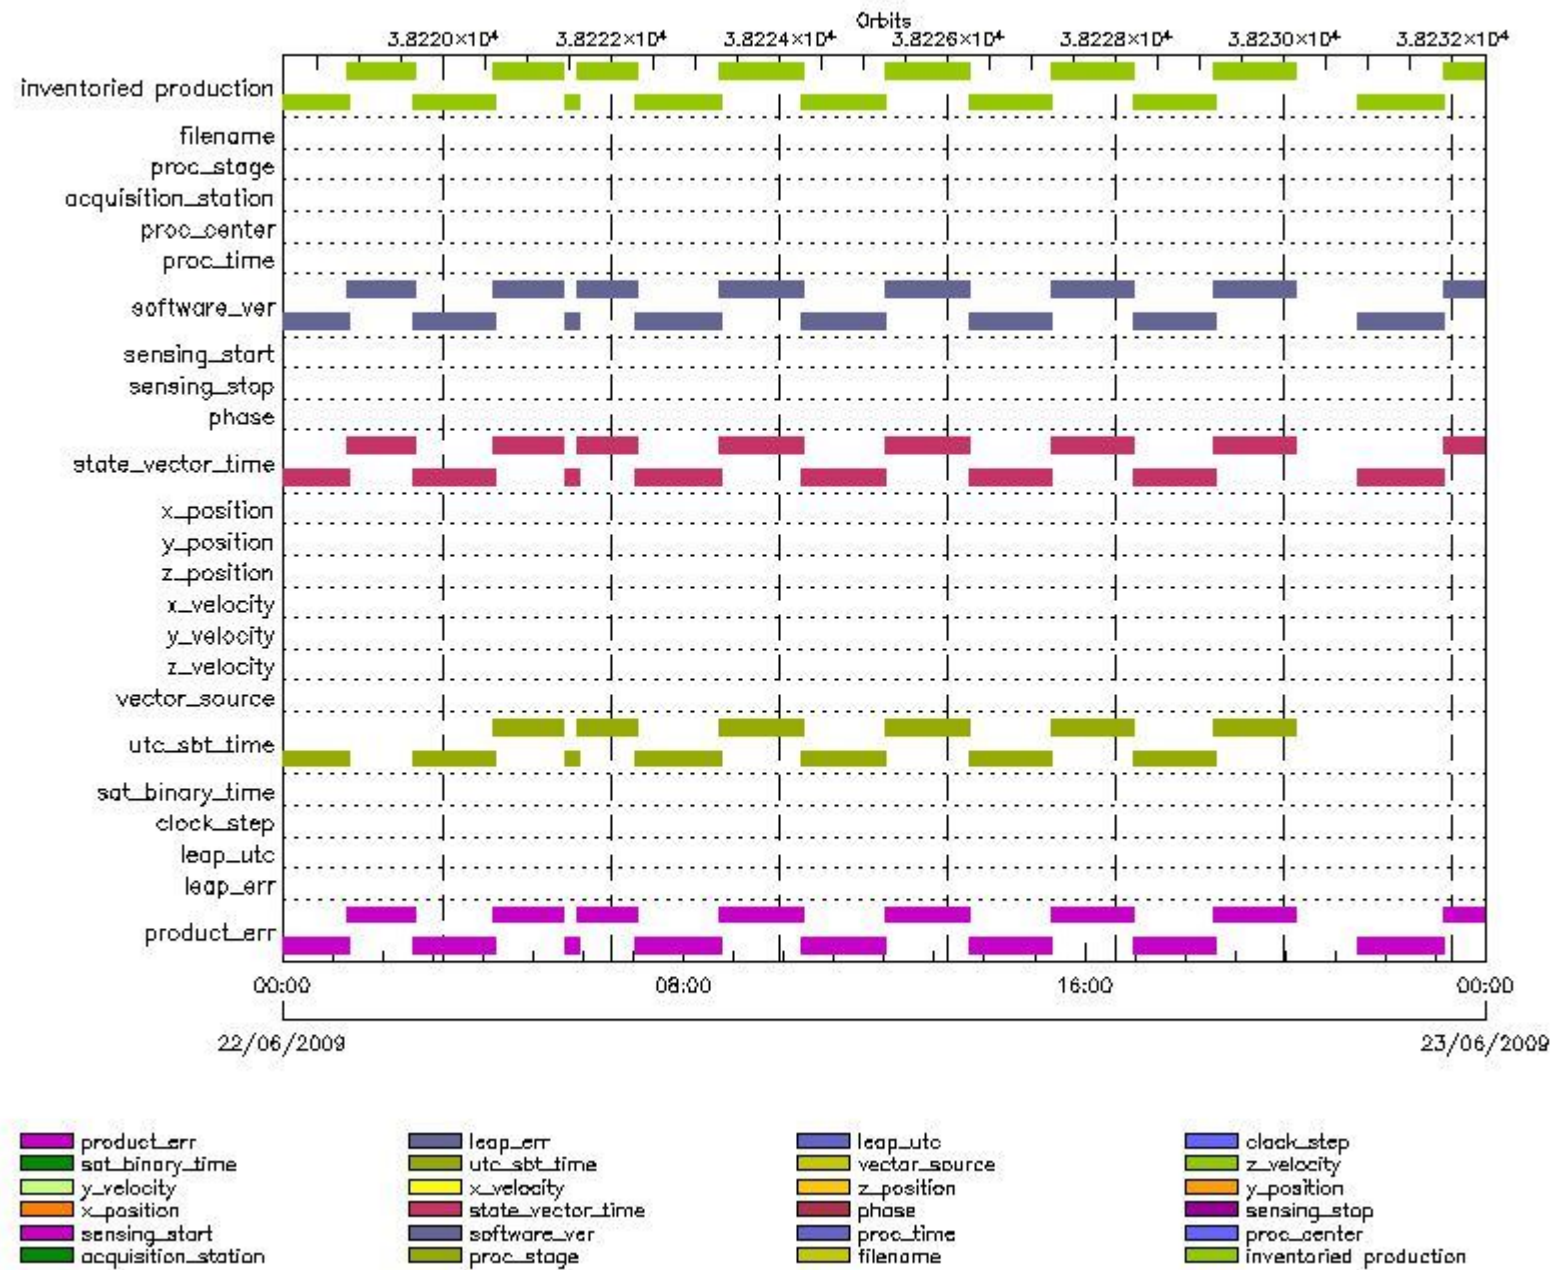 Orbits
3.8220×10⁴ 3.8222×10⁴ 3.8224×10⁴ 3.8226×10⁴ 3.8228×10⁴ 3.8230×10⁴ 3.8232×10⁴
inventoried production
filename
proc_stage
acquisition_station
proc_center
proc_time
software_ver
sensing_start
sensing_stop
phase
state_vector_time
x_position
y_position
z_position
x_velocity
y_velocity
z_velocity
vector_source
utc_sbt_time
sat_binary_time
clock_step
leap_utc
leap_err
product_err
00:00 08:00 16:00 00:00
22/06/2009 23/06/2009
product_err leap_err leap_utc clock_step
sat_binary_time utc_sbt_time vector_source z_velocity
y_velocity x_velocity z_position y_position
x_position state_vector_time phase sensing_stop
sensing_start software_ver proc_time proc_center
acquisition_station proc_stage filename inventoried production